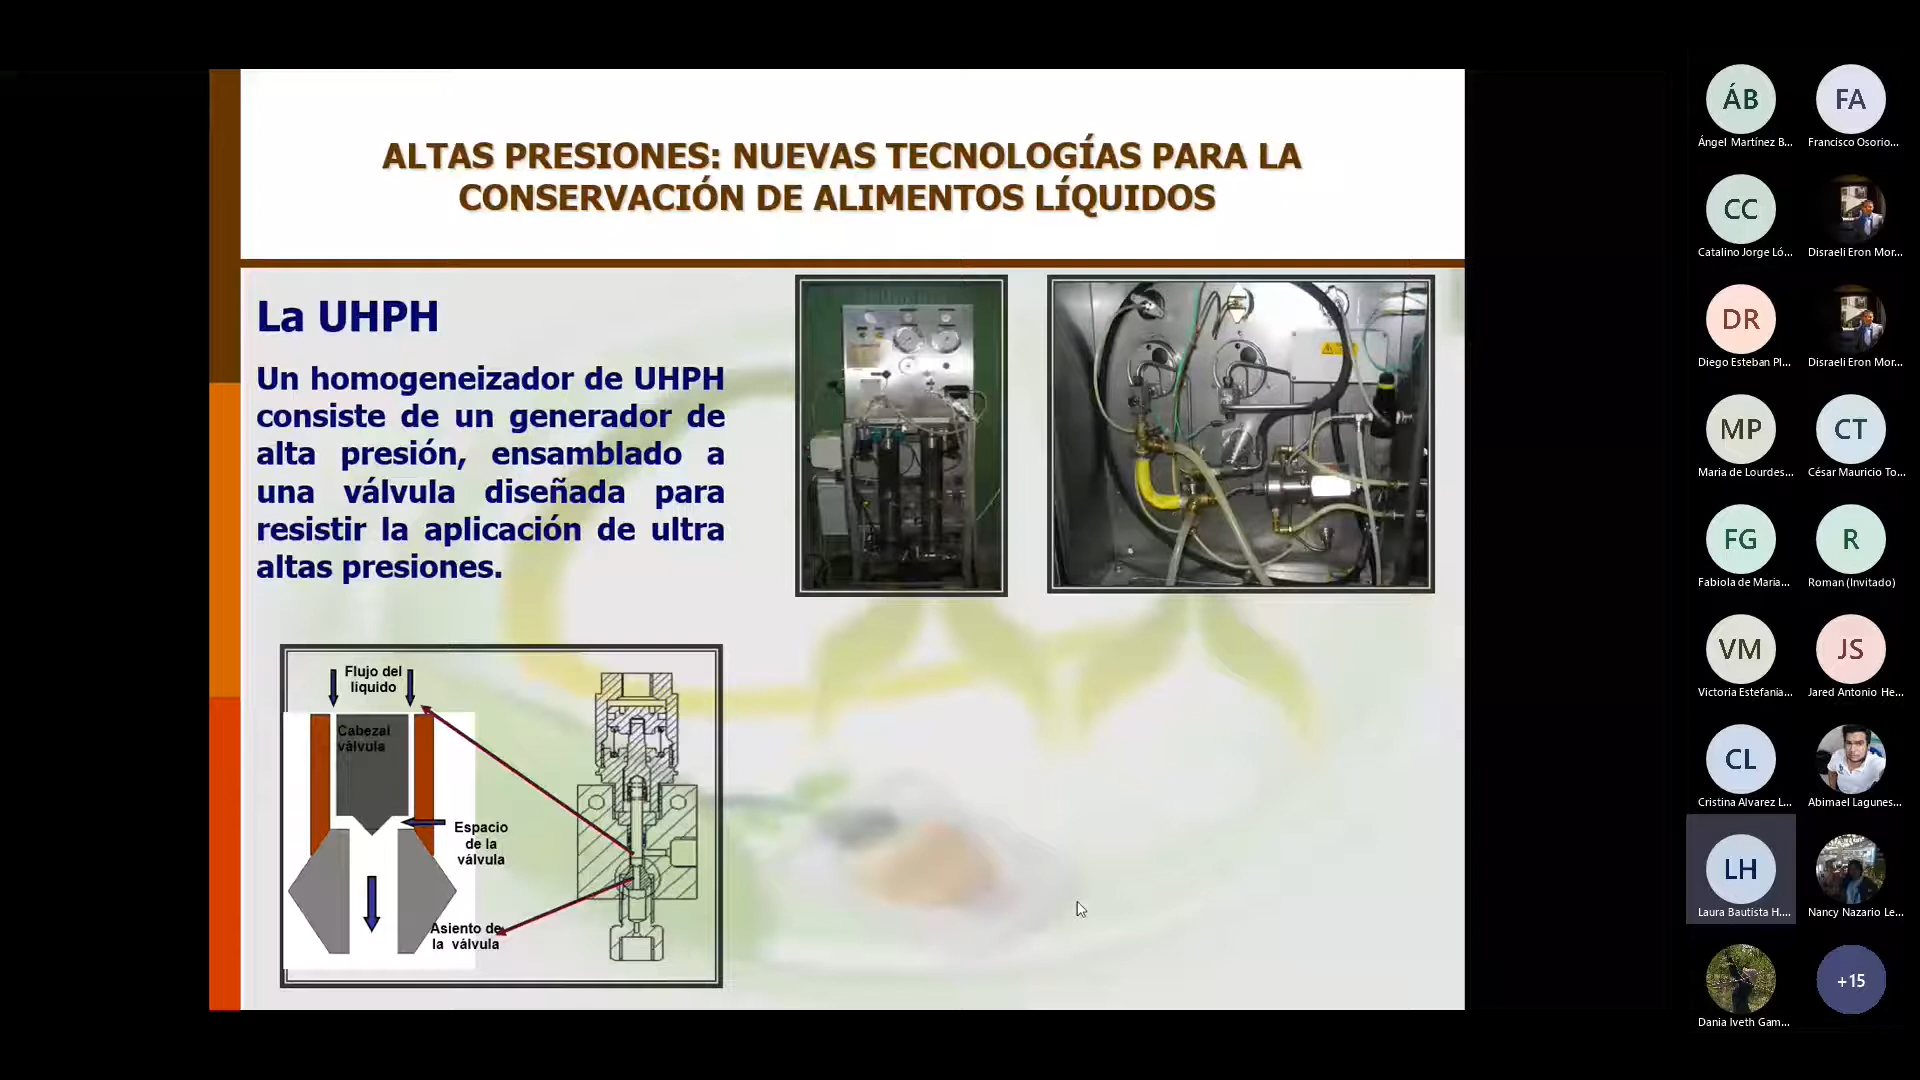 ALTAS PRESIONES: NUEVAS TECNOLOGÍAS PARA LA
CONSERVACIÓN DE ALIMENTOS LÍQUIDOS
La UHPH
Un homogeneizador de UHPH
consiste de un generador de
alta presión, ensamblado a
una válvula diseñada para
resistir la aplicación de ultra
altas presiones.
Flujo del
líquido
Cabezal
válvula
Espacio
de la
válvula
Asiento de
la válvula
ÁB
Ángel Martínez B...
FA
Francisco Osorio...
CC
Catalino Jorge Ló...
Disraeli Eron Mor...
DR
Diego Esteban Pl...
Disraeli Eron Mor...
MP
Maria de Lourdes...
CT
César Mauricio To...
FG
Fabiola de Maria...
R
Roman (Invitado)
VM
Victoria Estefania...
JS
Jared Antonio He...
CL
Cristina Alvarez L...
Abimael Lagunes...
LH
Laura Bautista H....
Nancy Nazario Le...
Dania Iveth Gam...
+15